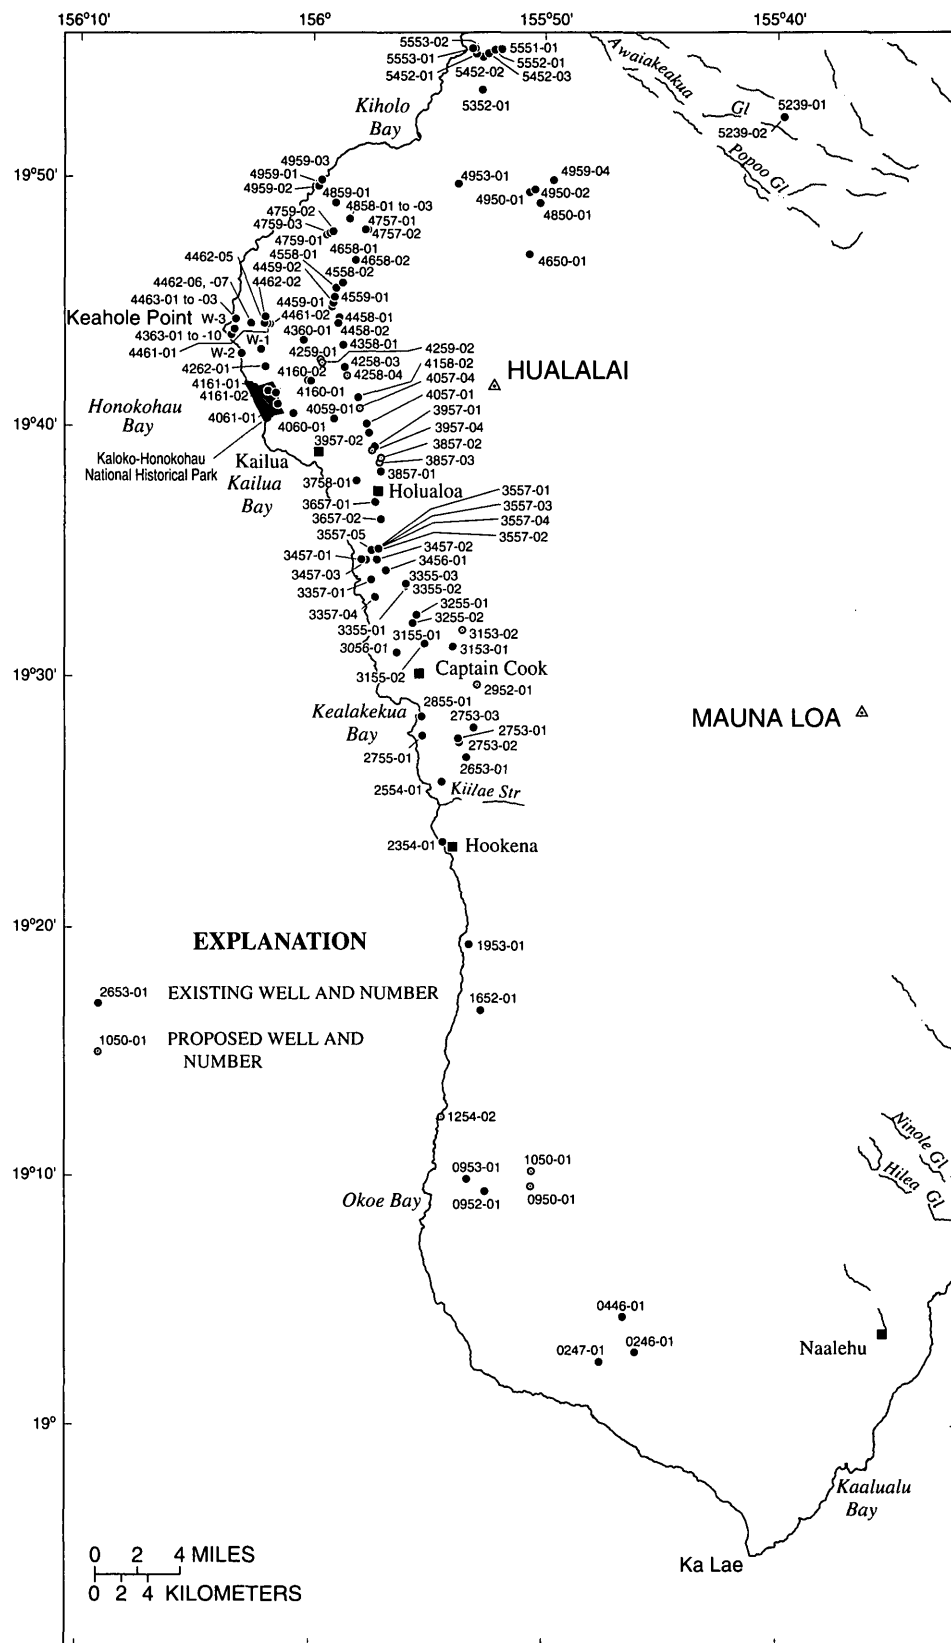 156°10'
156°
155°50'
155°40'
5553-02
5553-01
5452-01
5452-02
5551-01
5552-01
5452-03
5352-01
Awaiakeakua
Gl
5239-01
5239-02
Popoo Gl
Kiholo
Bay
19°50'
4959-03
4959-01
4959-02
4859-01
4953-01
4959-04
4950-02
4950-01
4850-01
4858-01 to -03
4759-02
4759-03
4757-01
4757-02
4759-01
4658-01
4658-02
4650-01
4558-01
4462-05
4459-02
4558-02
4462-06, -07
4462-02
4463-01 to -03
4459-01
4559-01
Keahole Point
W-3
4461-02
4458-01
4363-01 to -10
W-1
4360-01
4458-02
4461-01
W-2
4259-01
4358-01
4259-02
4262-01
4160-02
4258-03
4158-02
4258-04
4057-04
HUALALAI
4161-01
4161-02
4160-01
4059-01
4057-01
Honokohau
Bay
4061-01
4060-01
3957-01
19°40'
3957-02
3957-04
3857-02
Kaloko-Honokohau
National Historical Park
Kailua
3857-03
3857-01
Kailua
Bay
3758-01
Holualoa
3657-01
3557-01
3557-03
3657-02
3557-04
3557-05
3557-02
3457-01
3457-02
3457-03
3456-01
3357-01
3355-03
3355-02
3357-04
3355-01
3255-01
3255-02
3155-01
3153-02
3056-01
3153-01
3155-02
19°30'
Captain Cook
2952-01
2855-01
Kealakekua
Bay
2753-03
2753-01
MAUNA LOA
2755-01
2753-02
2653-01
2554-01
Kiilae Str
2354-01
Hookena
19°20'
EXPLANATION
1953-01
2653-01
EXISTING WELL AND NUMBER
1652-01
1050-01
PROPOSED WELL AND
NUMBER
1254-02
Ninole Gl
Hilea Gl
19°10'
0953-01
1050-01
Okoe Bay
0952-01
0950-01
0446-01
0247-01
0246-01
Naalehu
19°
Kaalualu
Bay
Ka Lae
0 2 4 MILES
0 2 4 KILOMETERS